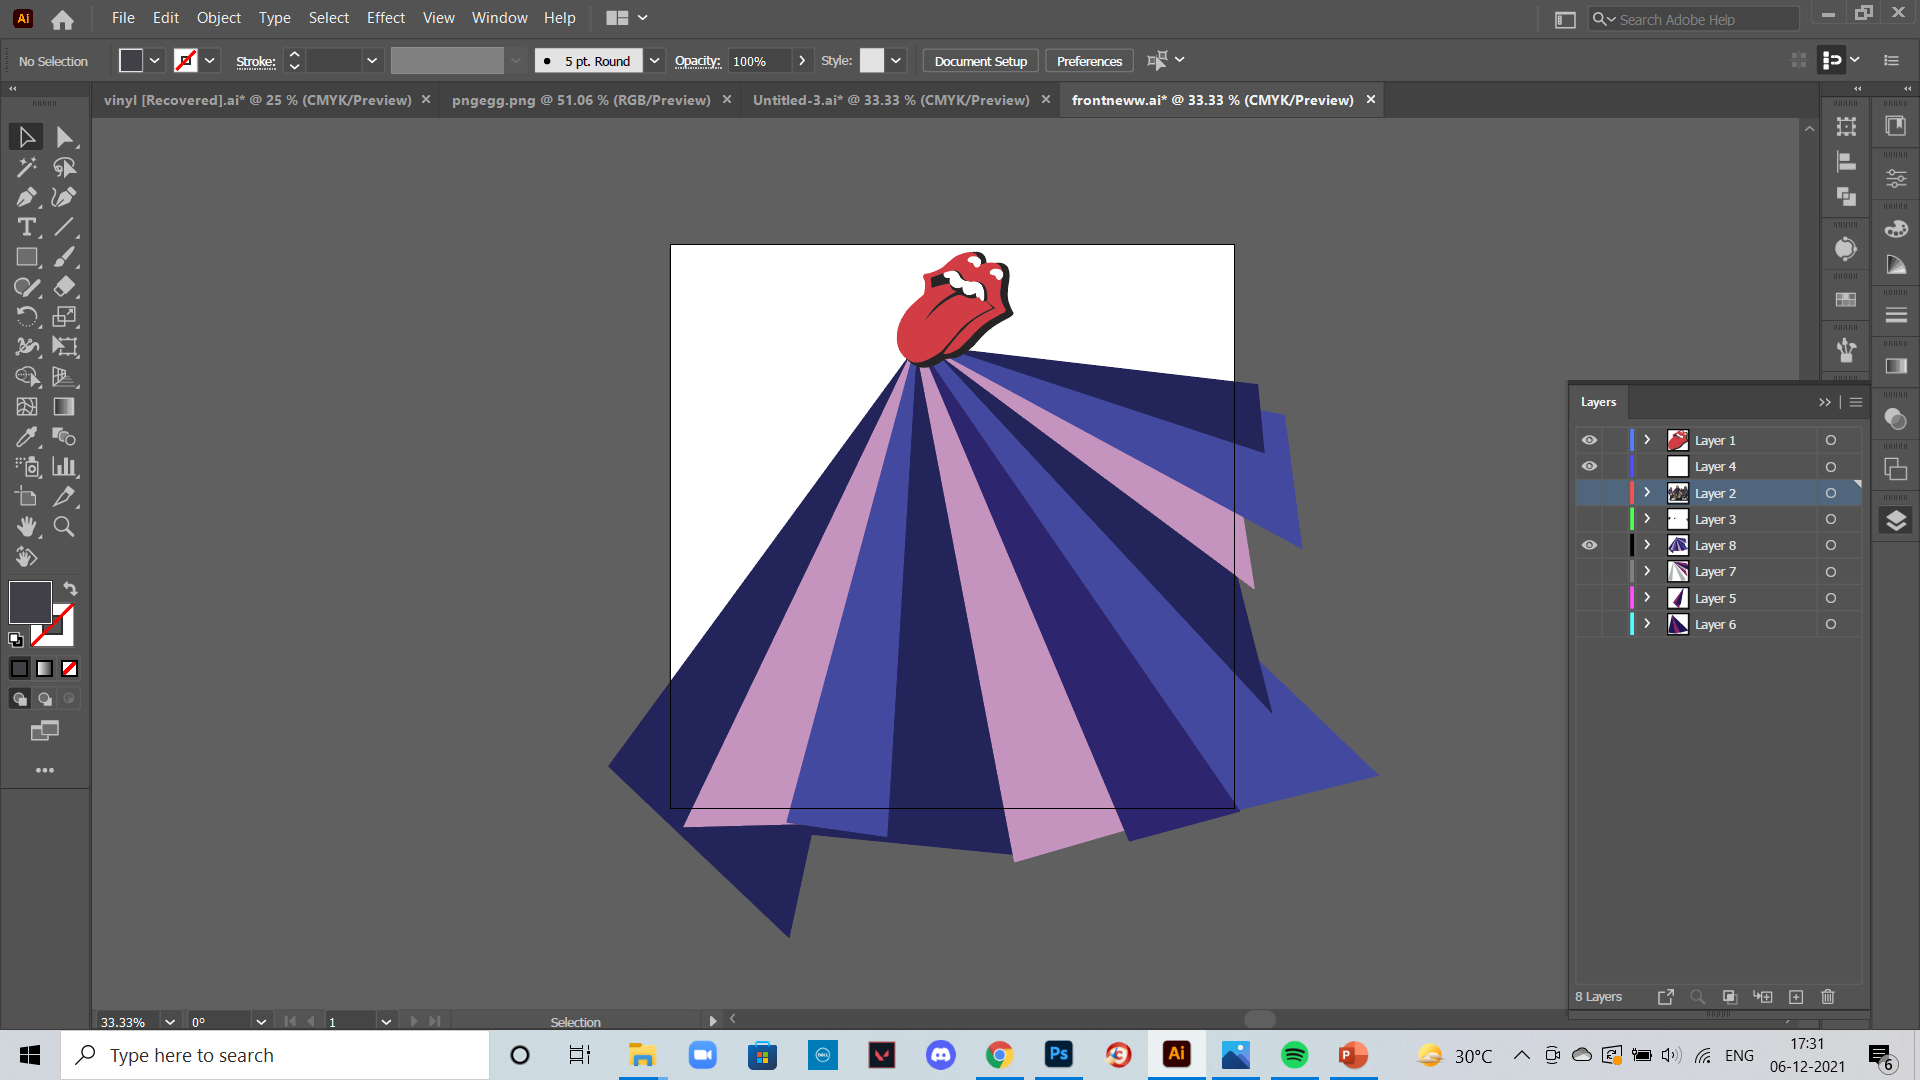 Ai File Edit Object Type Select Effect View Window Help Search Adobe Help
No Selection Stroke: 5 pt. Round Opacity: 100% Style: Document Setup Preferences
vinyl [Recovered].ai* @ 25 % (CMYK/Preview) pngegg.png @ 51.06 % (RGB/Preview) Untitled-3.ai* @ 33.33 % (CMYK/Preview) frontneww.ai* @ 33.33 % (CMYK/Preview)
Layers
Layer 1
Layer 4
Layer 2
Layer 3
Layer 8
Layer 7
Layer 5
Layer 6
8 Layers
33.33% 0° 1 Selection
Type here to search
DELL
Ps
Ai
P
30°C
ENG
17:31
06-12-2021
6